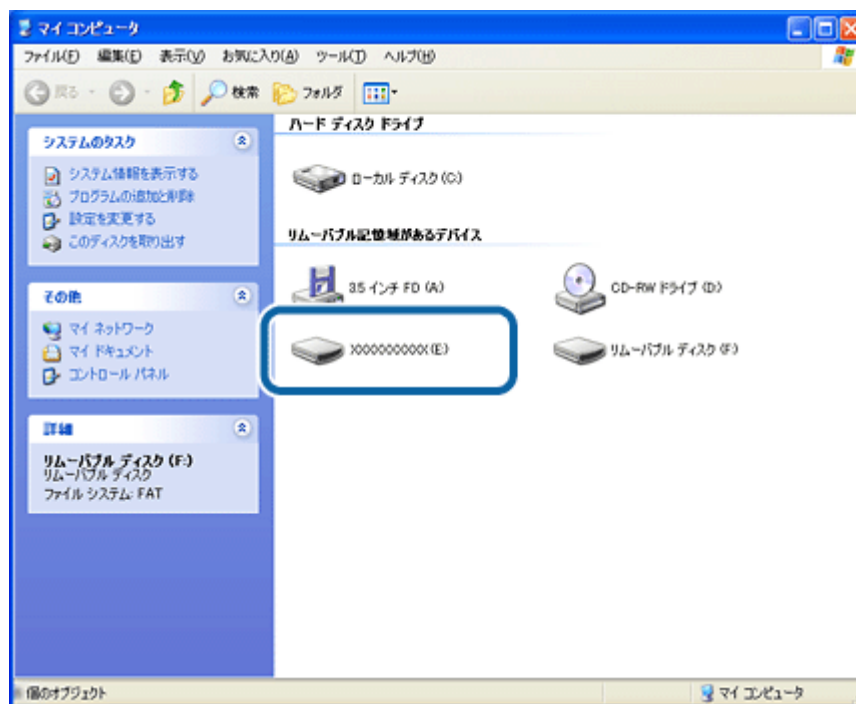 マイ コンピュータ
ファイル(F) 編集(E) 表示(V) お気に入り(A) ツール(T) ヘルプ(H)
戻る 検索 フォルダ
システムのタスク
システム情報を表示する
プログラムの追加と削除
設定を変更する
このディスクを取り出す
その他
マイ ネットワーク
マイ ドキュメント
コントロール パネル
詳細
リムーバブル ディスク (F:)
リムーバブル ディスク
ファイル システム: FAT
ハード ディスク ドライブ
ローカル ディスク (C:)
リムーバブル記憶域があるデバイス
3.5 インチ FD (A:)
CD-RW ドライブ (D:)
XXXXXXXXXX (E:)
リムーバブル ディスク (F:)
個のオブジェクト
マイ コンピュータ